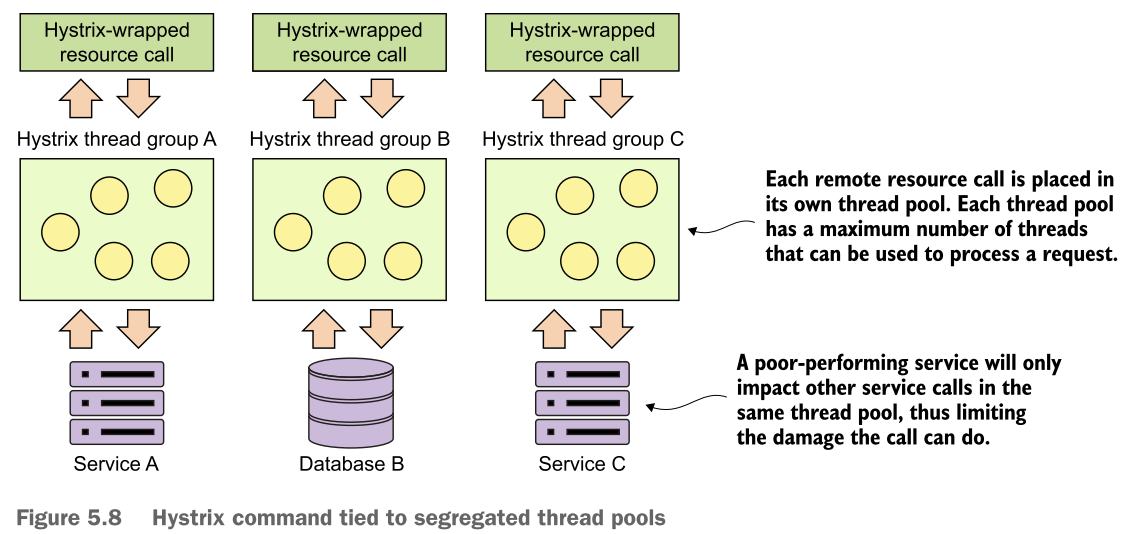 Hystrix-wrapped
resource call
Hystrix-wrapped
resource call
Hystrix-wrapped
resource call
Hystrix thread group A
Hystrix thread group B
Hystrix thread group C
Each remote resource call is placed in
its own thread pool. Each thread pool
has a maximum number of threads
that can be used to process a request.
A poor-performing service will only
impact other service calls in the
same thread pool, thus limiting
the damage the call can do.
Service A
Database B
Service C
Figure 5.8 Hystrix command tied to segregated thread pools